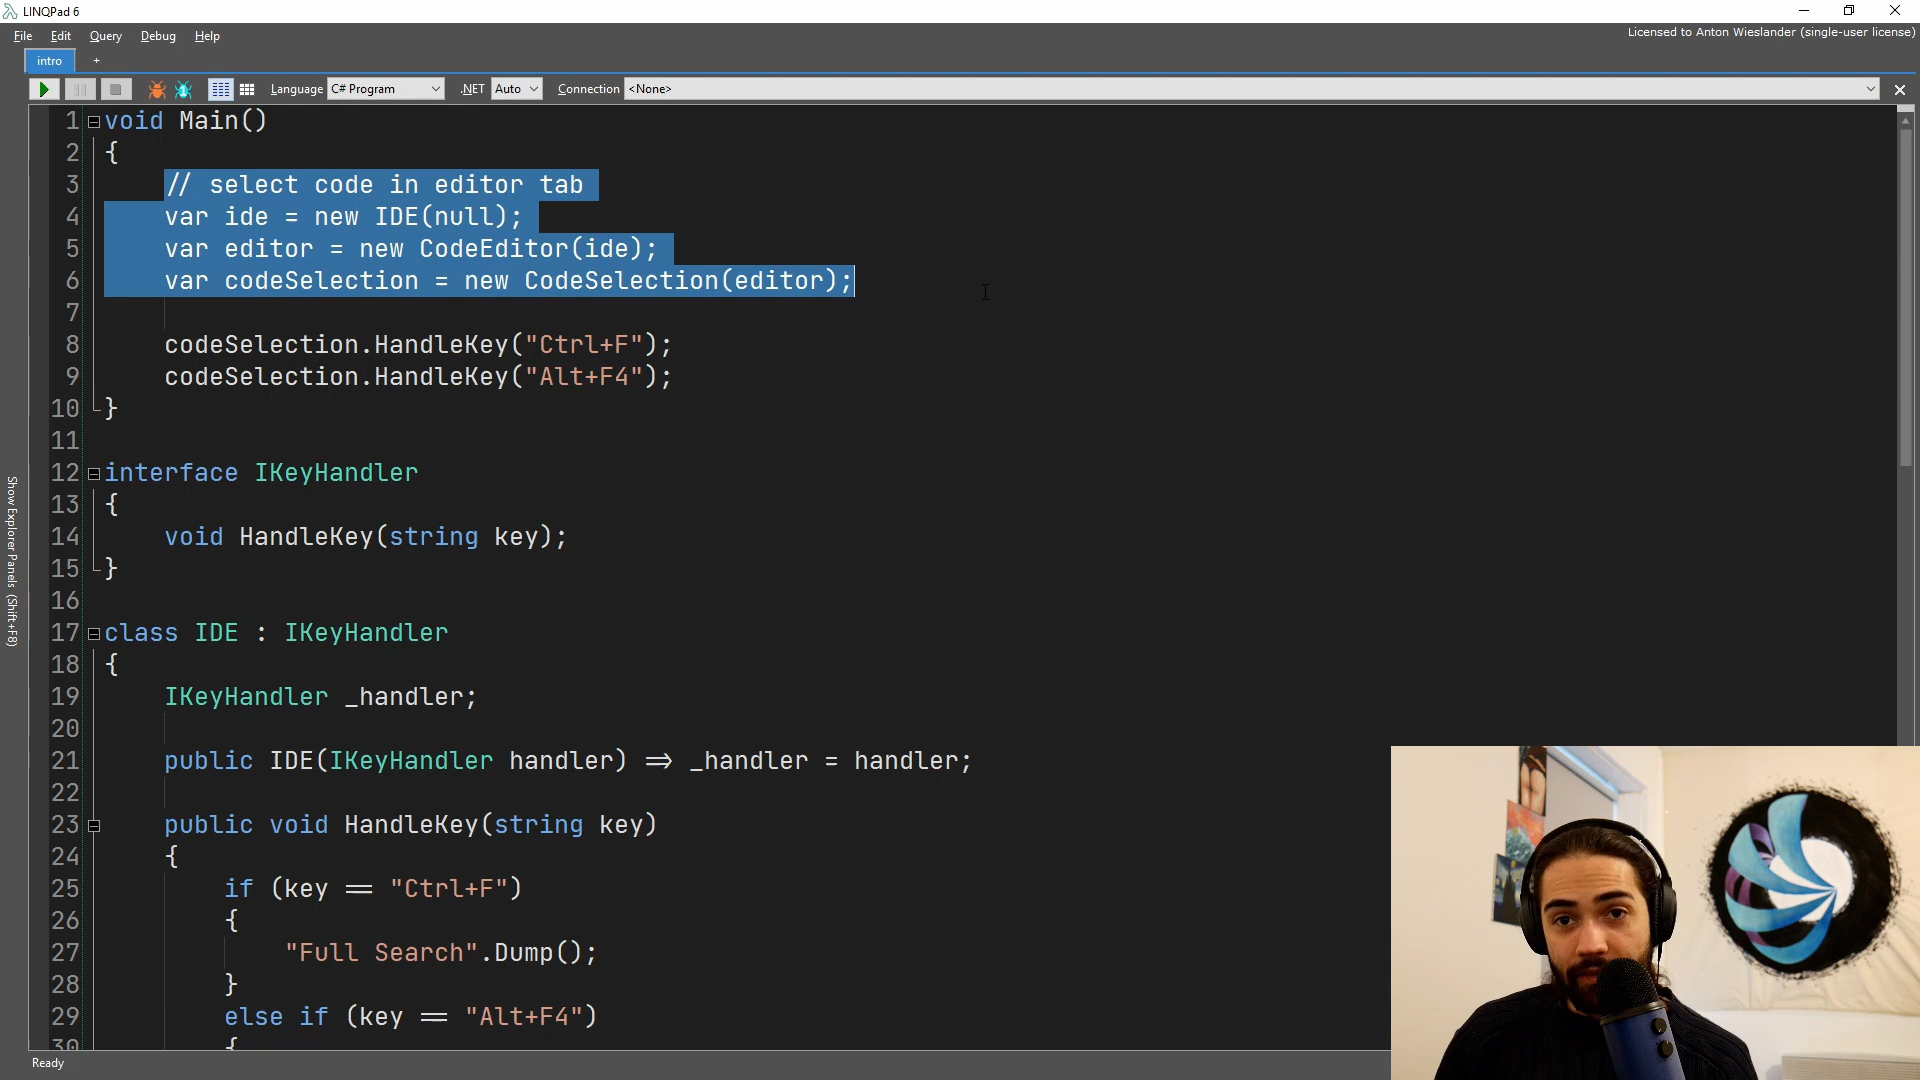 LINQPad 6
File Edit Query Debug Help
Licensed to Anton Wieslander (single-user license)
intro +
Language C# Program .NET Auto Connection <None>
Show Explorer Panels (Shift+F8)
1 void Main()
2 {
3 // select code in editor tab
4 var ide = new IDE(null);
5 var editor = new CodeEditor(ide);
6 var codeSelection = new CodeSelection(editor);
7
8 codeSelection.HandleKey("Ctrl+F");
9 codeSelection.HandleKey("Alt+F4");
10 }
11
12 interface IKeyHandler
13 {
14 void HandleKey(string key);
15 }
16
17 class IDE : IKeyHandler
18 {
19 IKeyHandler _handler;
20
21 public IDE(IKeyHandler handler) => _handler = handler;
22
23 public void HandleKey(string key)
24 {
25 if (key == "Ctrl+F")
26 {
27 "Full Search".Dump();
28 }
29 else if (key == "Alt+F4")
30 {
Ready